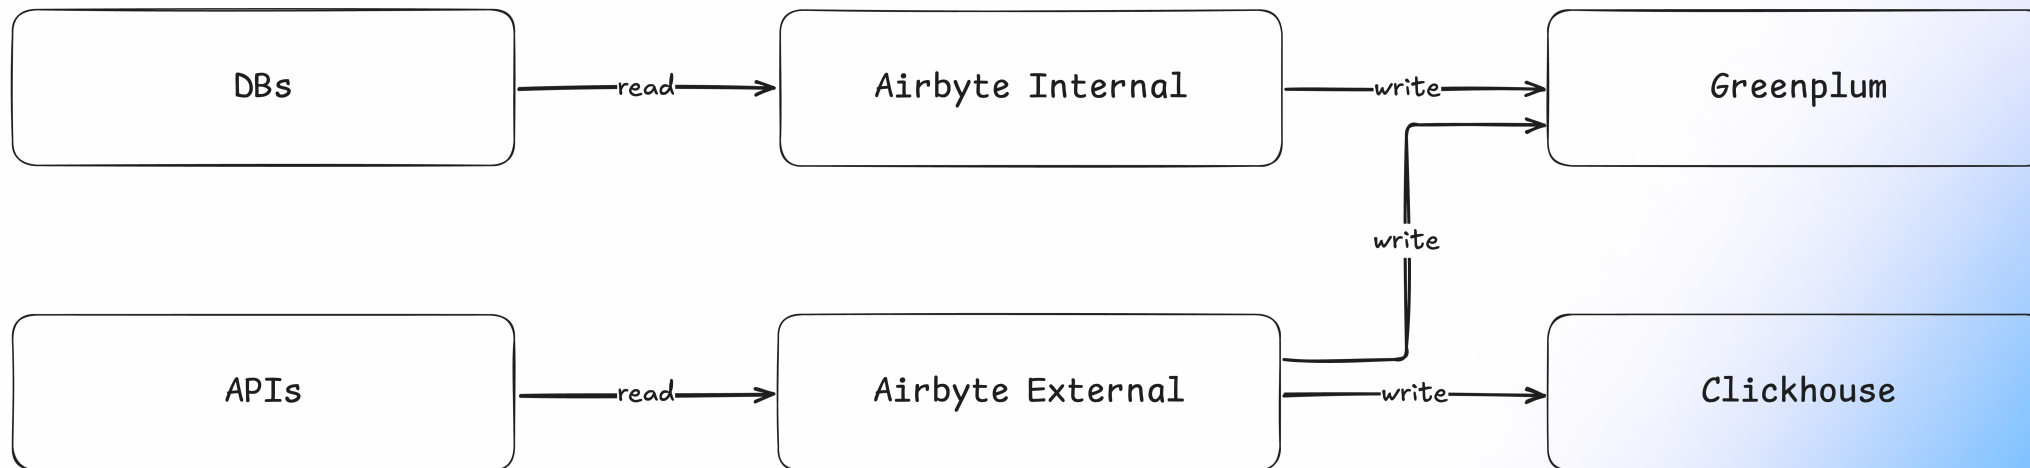 DBs
read
Airbyte Internal
write
Greenplum
write
APIs
read
Airbyte External
write
Clickhouse